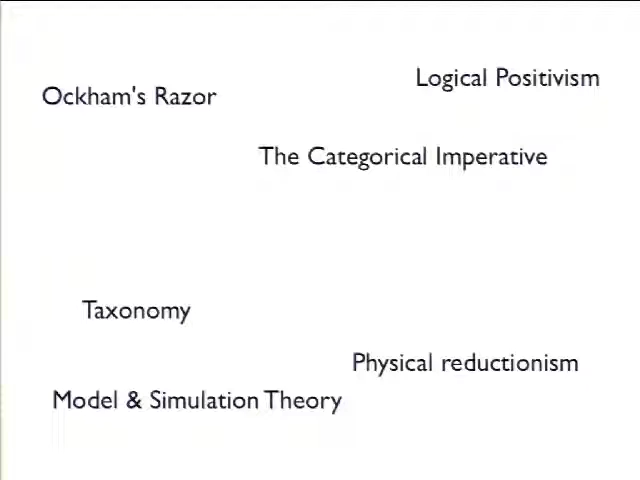 Logical Positivism
Ockham's Razor
The Categorical Imperative
Taxonomy
Physical reductionism
Model & Simulation Theory